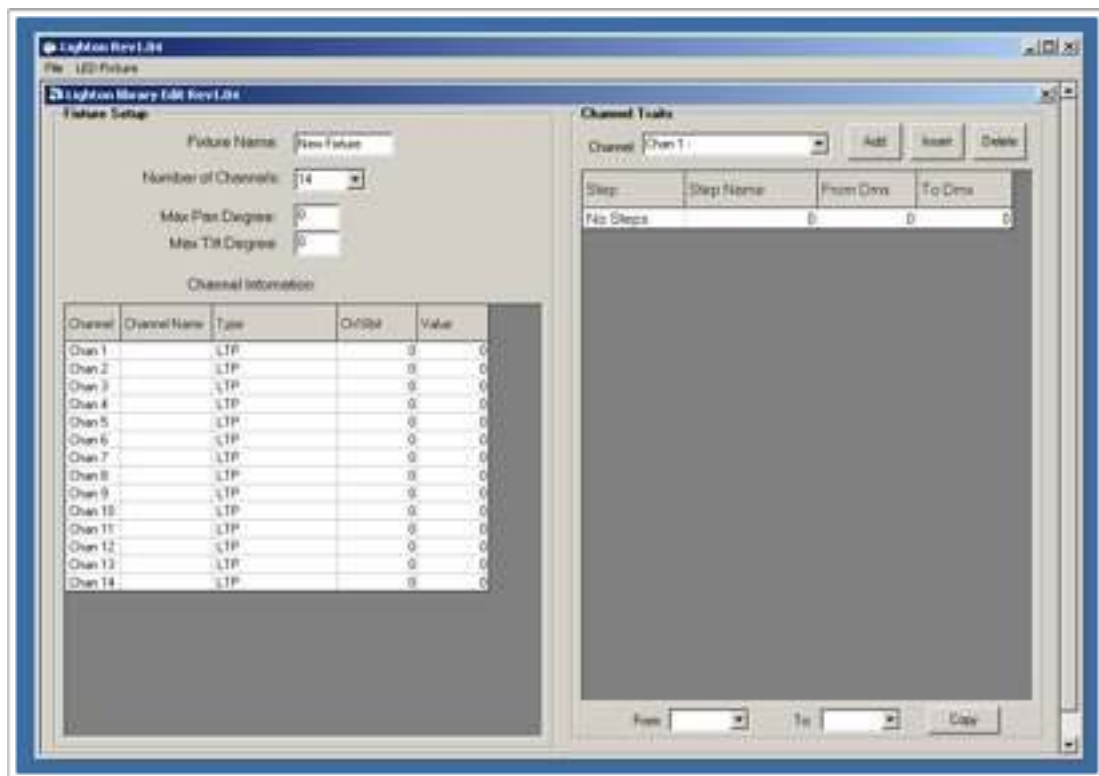 Lighton Rev1.04
File LED Fixture
Lighton library Edit Rev1.04
Fixture Setup
Fixture Name: New Fixture
Number of Channels: 14
Max Pan Degree: 0
Max Tilt Degree: 0
Channel Information
Channel Channel Name Type Value
Chan 1 LTP 0 0
Chan 2 LTP 0 0
Chan 3 LTP 0 0
Chan 4 LTP 0 0
Chan 5 LTP 0 0
Chan 6 LTP 0 0
Chan 7 LTP 0 0
Chan 8 LTP 0 0
Chan 9 LTP 0 0
Chan 10 LTP 0 0
Chan 11 LTP 0 0
Chan 12 LTP 0 0
Chan 13 LTP 0 0
Chan 14 LTP 0 0
Channel Traits
Channel: Chan 1 : Add Insert Delete
Step Step Name From Dmx To Dmx
No Steps 0 0 0
From To Copy